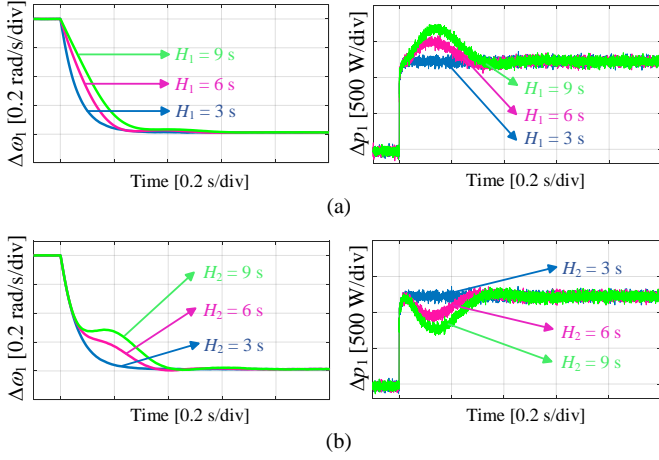 Δω₁ [0.2 rad/s/div]
H₁ = 9 s
H₁ = 6 s
H₁ = 3 s
Time [0.2 s/div]
Δp₁ [500 W/div]
H₁ = 9 s
H₁ = 6 s
H₁ = 3 s
Time [0.2 s/div]
(a)
Δω₁ [0.2 rad/s/div]
H₂ = 9 s
H₂ = 6 s
H₂ = 3 s
Time [0.2 s/div]
Δp₁ [500 W/div]
H₂ = 3 s
H₂ = 6 s
H₂ = 9 s
Time [0.2 s/div]
(b)